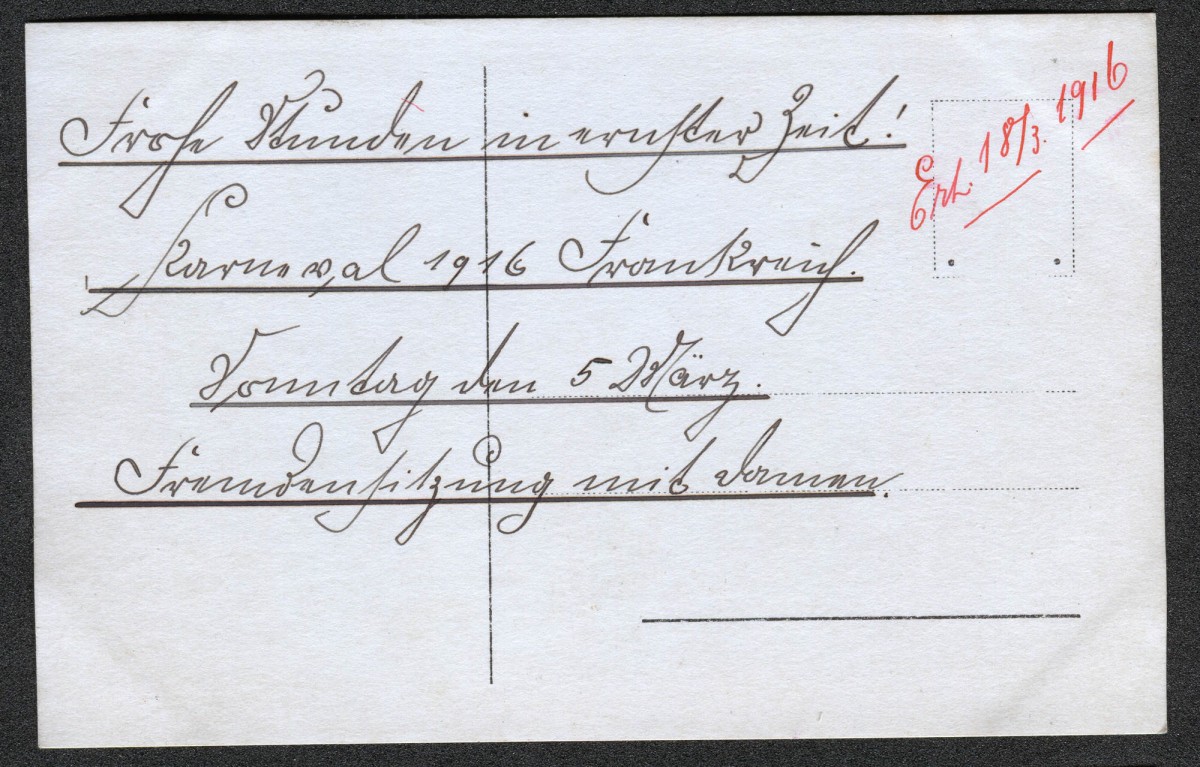 Frohe Stunden in ernster Zeit!
Erh. 18/3. 1916
Karneval 1916 Frankreich.
Sonntag den 5 März.
Fremdensitzung mit Damen.